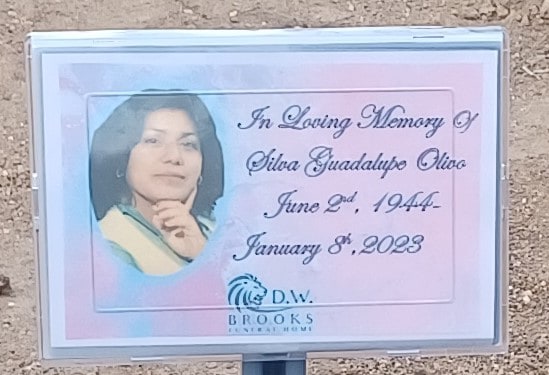 In Loving Memory Of
Silva Guadalupe Olivo
June 2nd, 1944-
January 8th, 2023
D.W.
BROOKS
FUNERAL HOME